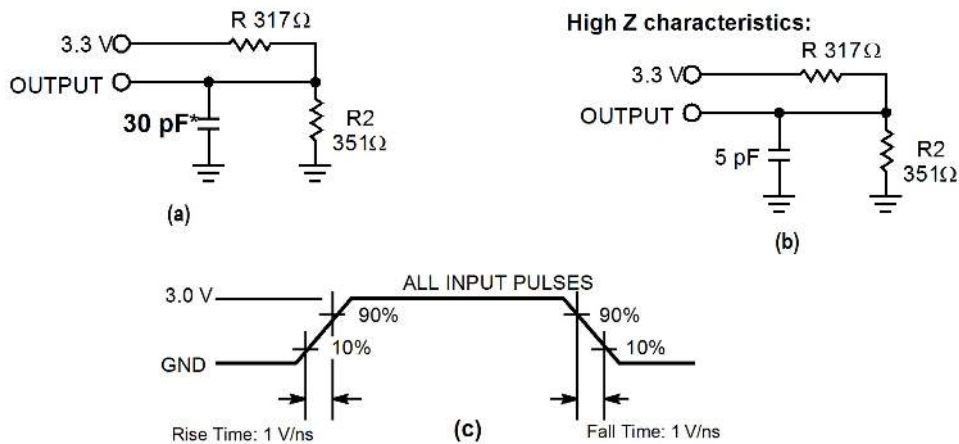 R 317Ω
3.3 V
OUTPUT
30 pF*
R2
351Ω
(a)
High Z characteristics:
R 317Ω
3.3 V
OUTPUT
5 pF
R2
351Ω
(b)
ALL INPUT PULSES
3.0 V
90%
10%
GND
90%
10%
Rise Time: 1 V/ns
(c)
Fall Time: 1 V/ns